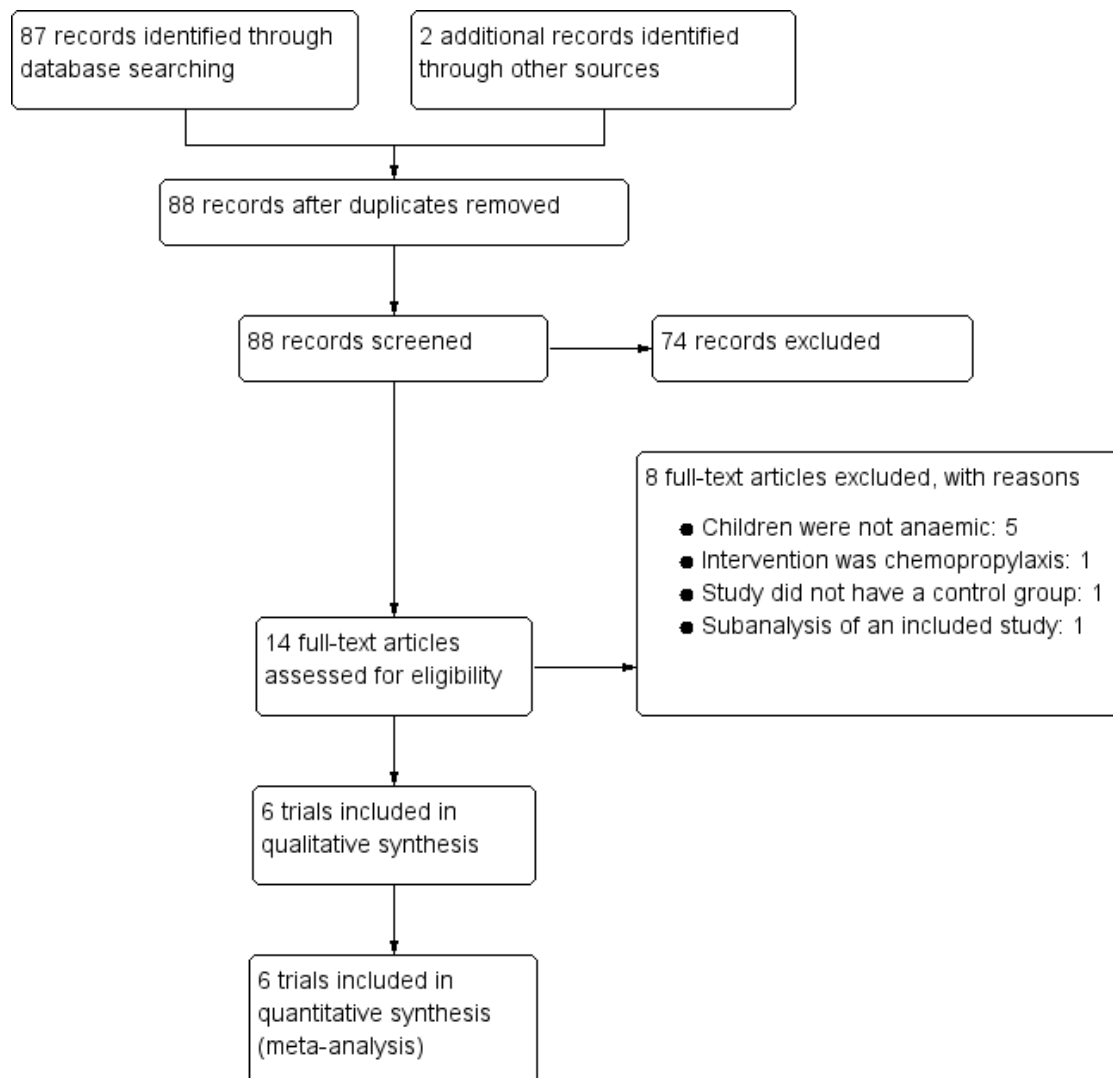 87 records identified through
database searching
2 additional records identified
through other sources
88 records after duplicates removed
88 records screened
74 records excluded
8 full-text articles excluded, with reasons
● Children were not anaemic: 5
● Intervention was chemopropylaxis: 1
● Study did not have a control group: 1
● Subanalysis of an included study: 1
14 full-text articles
assessed for eligibility
6 trials included in
qualitative synthesis
6 trials included in
quantitative synthesis
(meta-analysis)